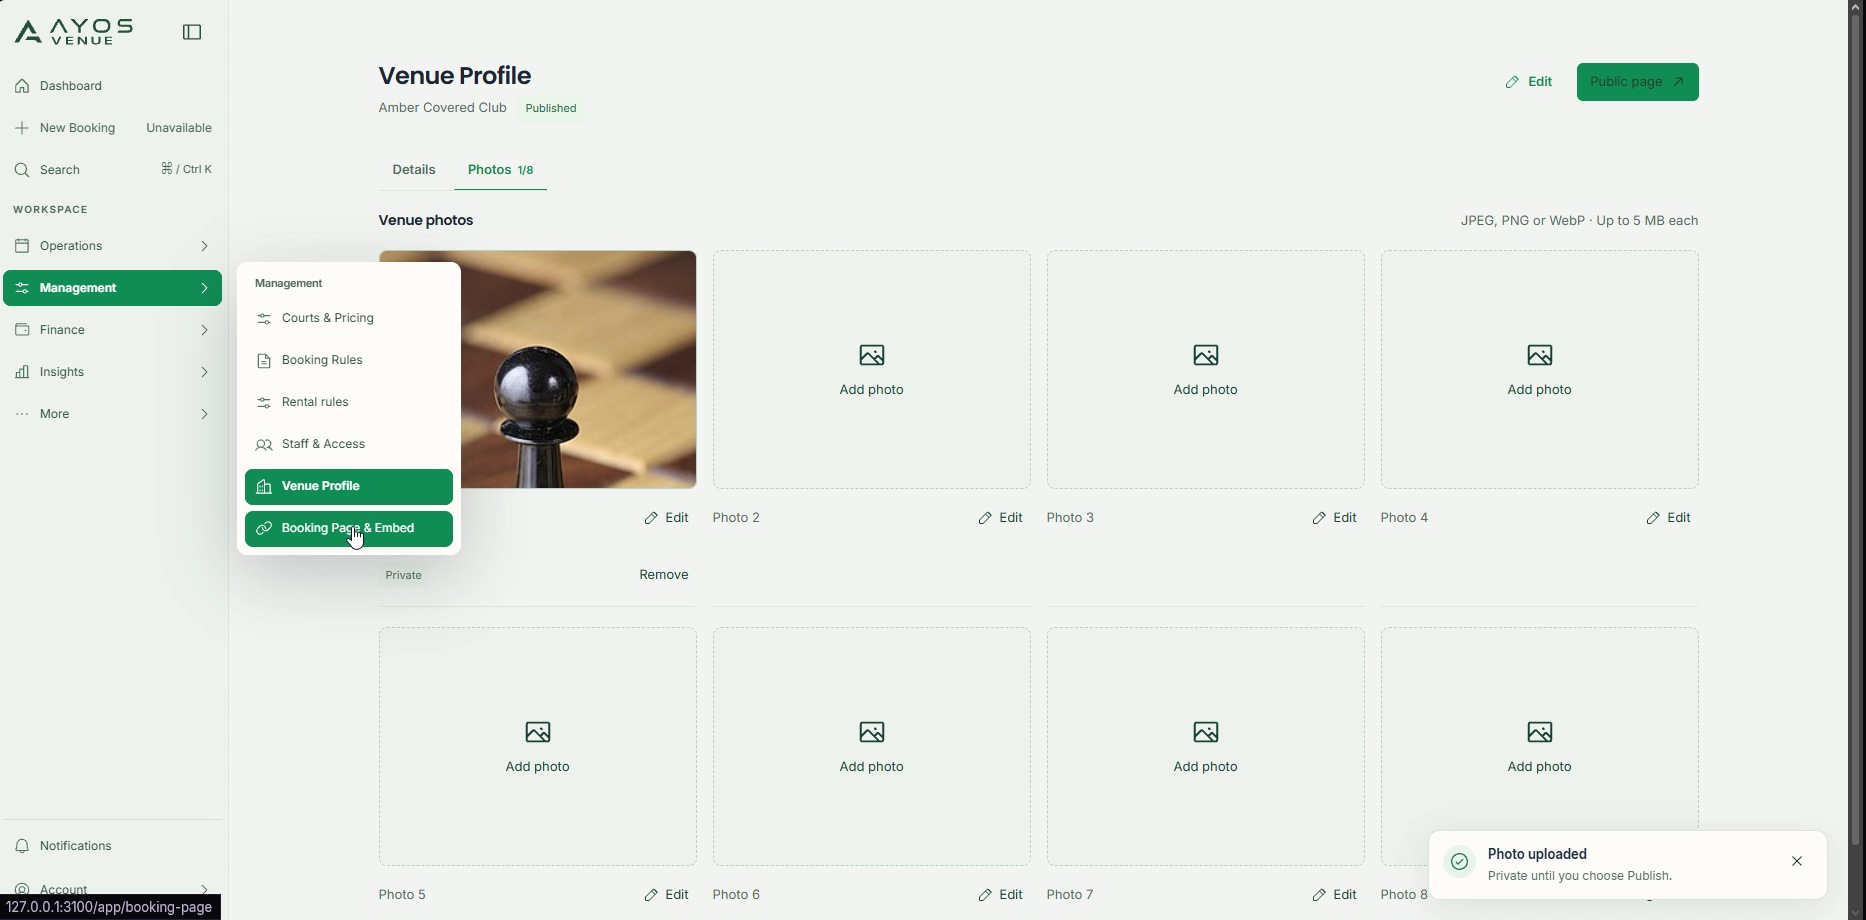 AYOS
VENUE
Dashboard
New Booking Unavailable
Search ⌘ / Ctrl K
WORKSPACE
Operations
Management
Finance
Insights
More
Notifications
Account
127.0.0.1:3100/app/booking-page
Management
Courts & Pricing
Booking Rules
Rental rules
Staff & Access
Venue Profile
Booking Page & Embed
Venue Profile
Amber Covered Club Published
Edit
Public page
Details
Photos 1/8
Venue photos
JPEG, PNG or WebP · Up to 5 MB each
Add photo
Add photo
Add photo
Edit
Photo 2 Edit
Photo 3 Edit
Photo 4 Edit
Private Remove
Add photo
Add photo
Add photo
Add photo
Photo 5 Edit
Photo 6 Edit
Photo 7 Edit
Photo 8
Photo uploaded
Private until you choose Publish.